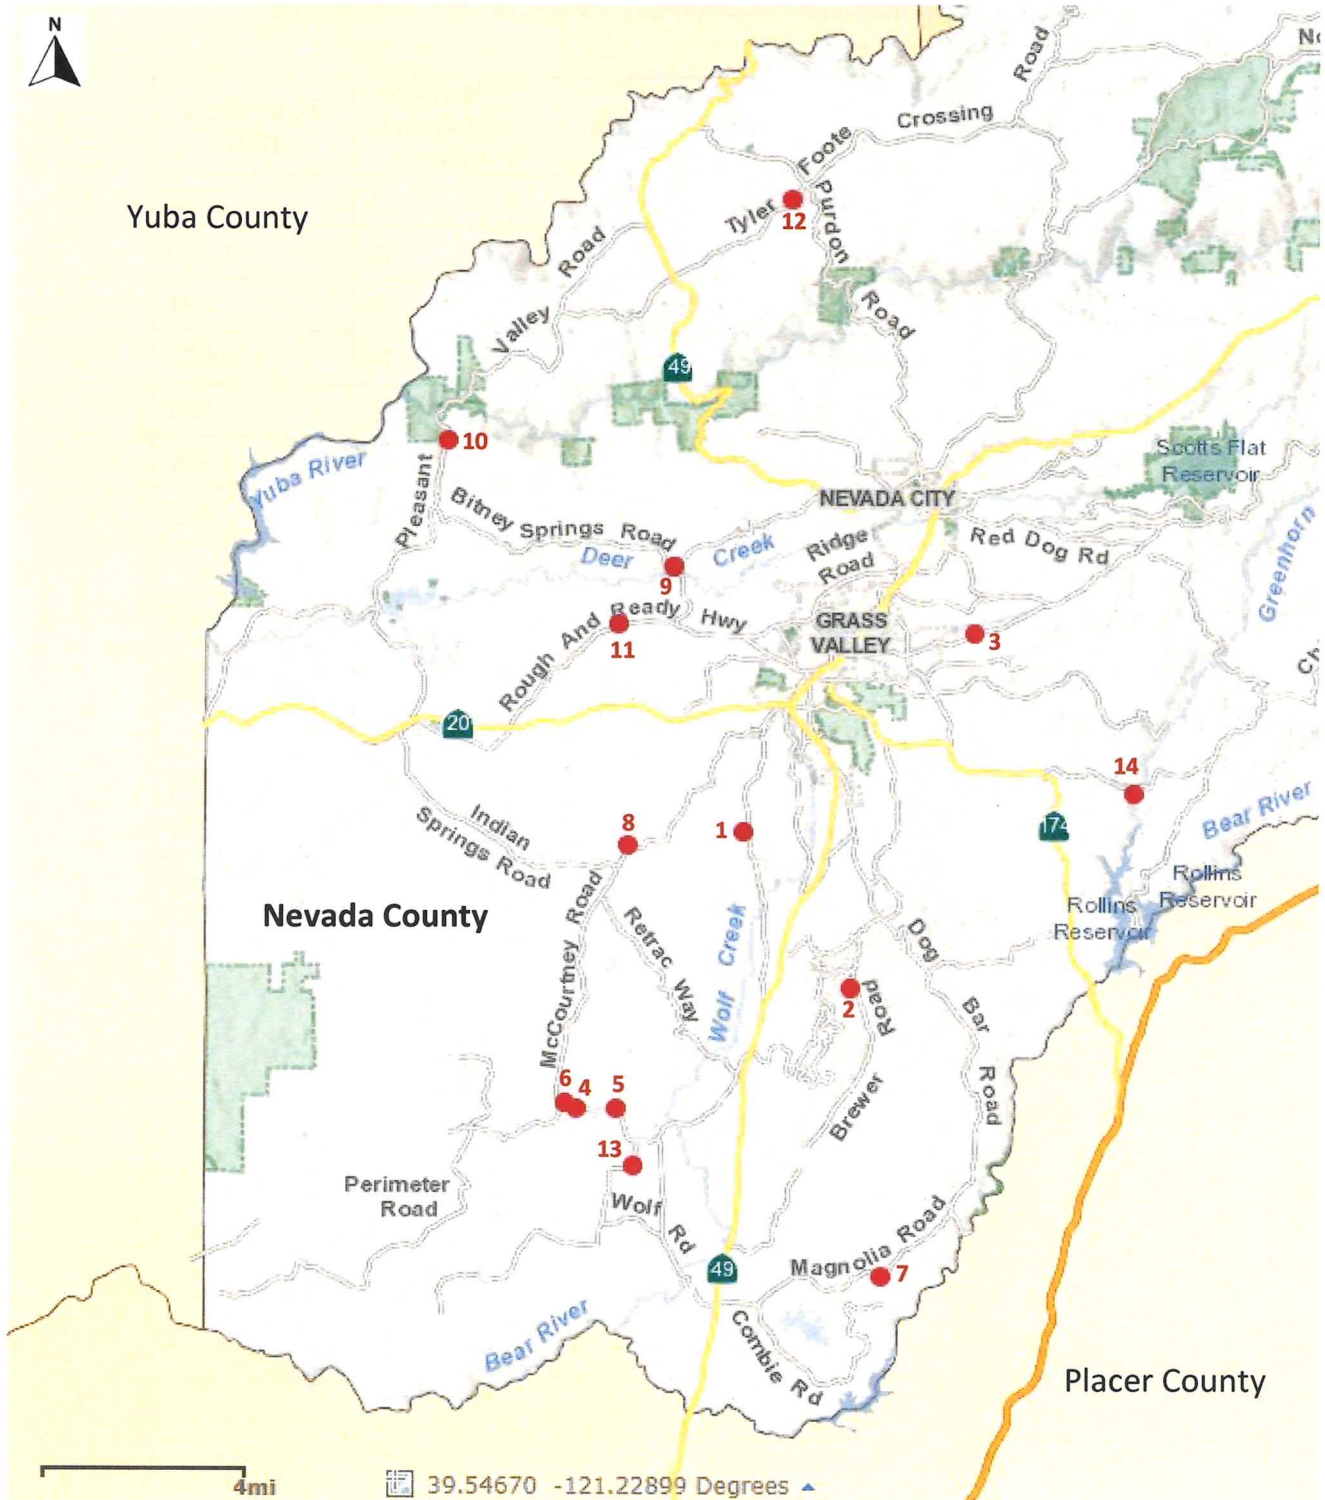 N
Road
No
Crossing
Foote
Yuba County
Tyler
12
Purdon
Road
Valley
Road
49
10
Yuba River
Pleasant
Scotts Flat
Reservoir
NEVADA CITY
Bitney Springs Road
Deer Creek
Ridge
Road
Red Dog Rd
Greenhorn
9
Rough And Ready Hwy
11
GRASS
VALLEY
3
Ch
20
14
8
1
174
Bear River
Indian
Springs Road
Rollins
Reservoir
Rollins
Reservoir
Nevada County
McCourtney Road
Retrac Way
Wolf Creek
Dog Bar Road
2
Brewer Road
6
4
5
13
Perimeter
Road
Wolf Rd
Magnolia Road
7
49
Bear River
Combie Rd
Placer County
4mi
39.54670 -121.22899 Degrees